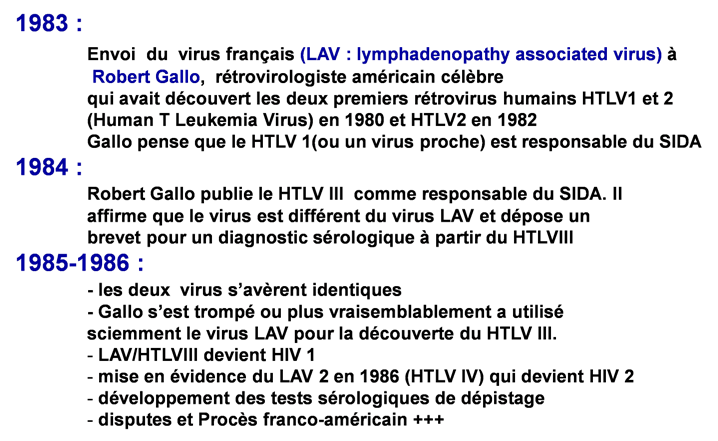 1983 :
Envoi du virus français (LAV : lymphadenopathy associated virus) à
Robert Gallo, rétrovirologiste américain célèbre
qui avait découvert les deux premiers rétrovirus humains HTLV1 et 2
(Human T Leukemia Virus) en 1980 et HTLV2 en 1982
Gallo pense que le HTLV 1(ou un virus proche) est responsable du SIDA
1984 :
Robert Gallo publie le HTLV III comme responsable du SIDA. Il
affirme que le virus est différent du virus LAV et dépose un
brevet pour un diagnostic sérologique à partir du HTLVIII
1985-1986 :
- les deux virus s’avèrent identiques
- Gallo s’est trompé ou plus vraisemblablement a utilisé
sciemment le virus LAV pour la découverte du HTLV III.
- LAV/HTLVIII devient HIV 1
- mise en évidence du LAV 2 en 1986 (HTLV IV) qui devient HIV 2
- développement des tests sérologiques de dépistage
- disputes et Procès franco-américain +++